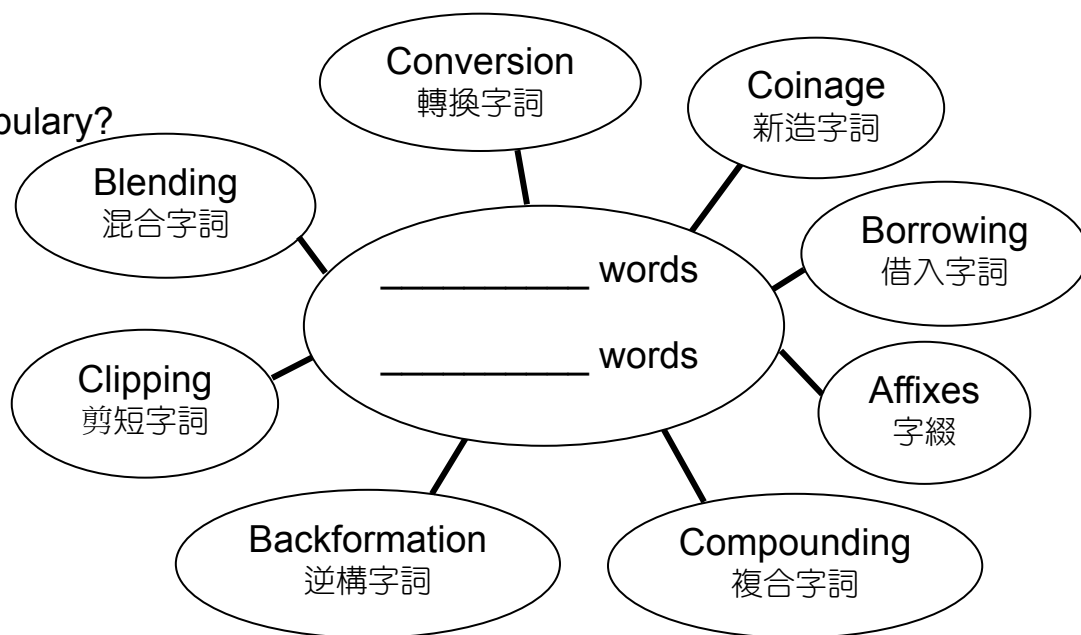 Conversion
轉換字詞
Coinage
新造字詞
bulary?
Blending
混合字詞
Borrowing
借入字詞
__________ words
__________ words
Clipping
剪短字詞
Affixes
字綴
Backformation
逆構字詞
Compounding
複合字詞